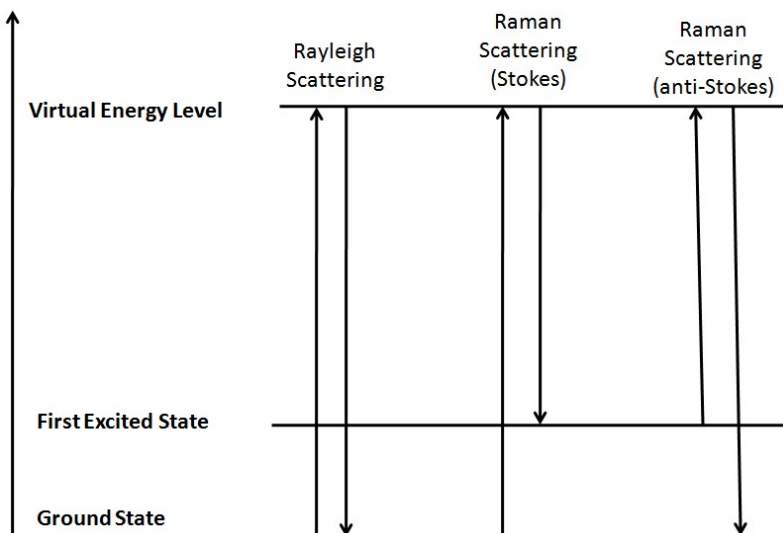 Rayleigh
Scattering
Raman
Scattering
(Stokes)
Raman
Scattering
(anti-Stokes)
Virtual Energy Level
First Excited State
Ground State